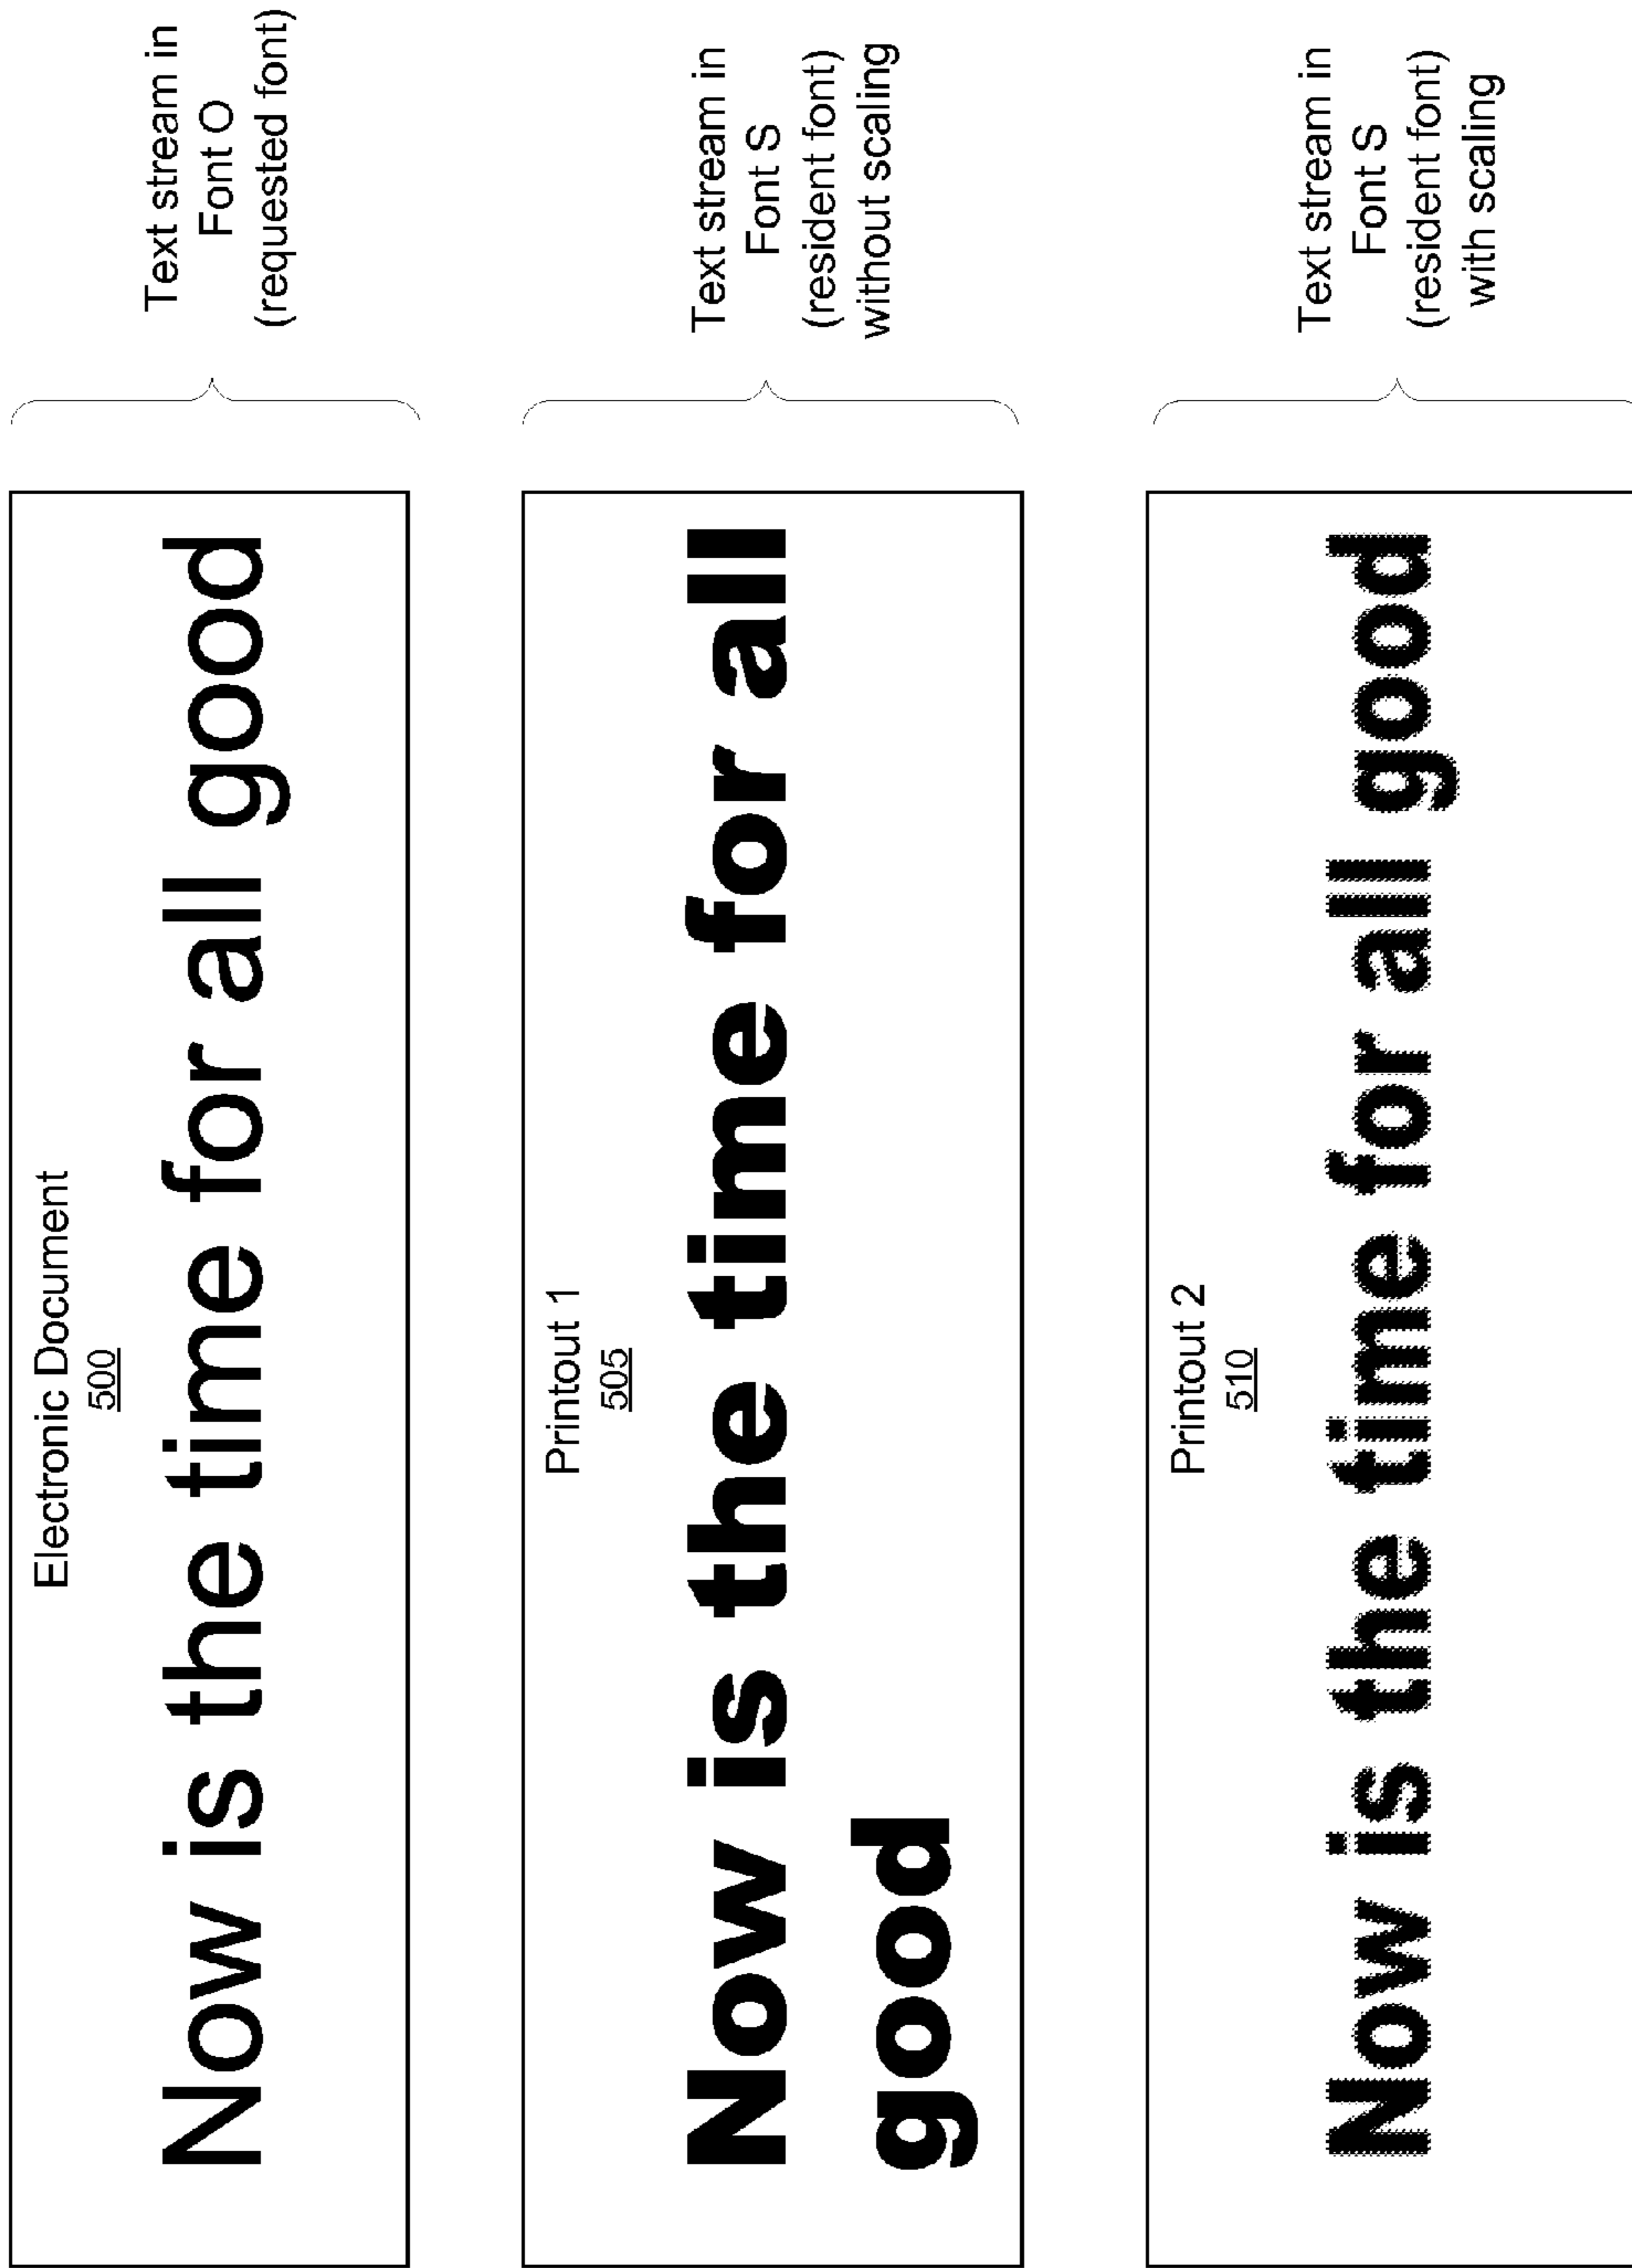 Electronic Document
500
Now is the time for all good
Text stream in
Font O
(requested font)
Printout 1
505
Now is the time for all
good
Text stream in
Font S
(resident font)
without scaling
Printout 2
510
Now is the time for all good
Text stream in
Font S
(resident font)
with scaling